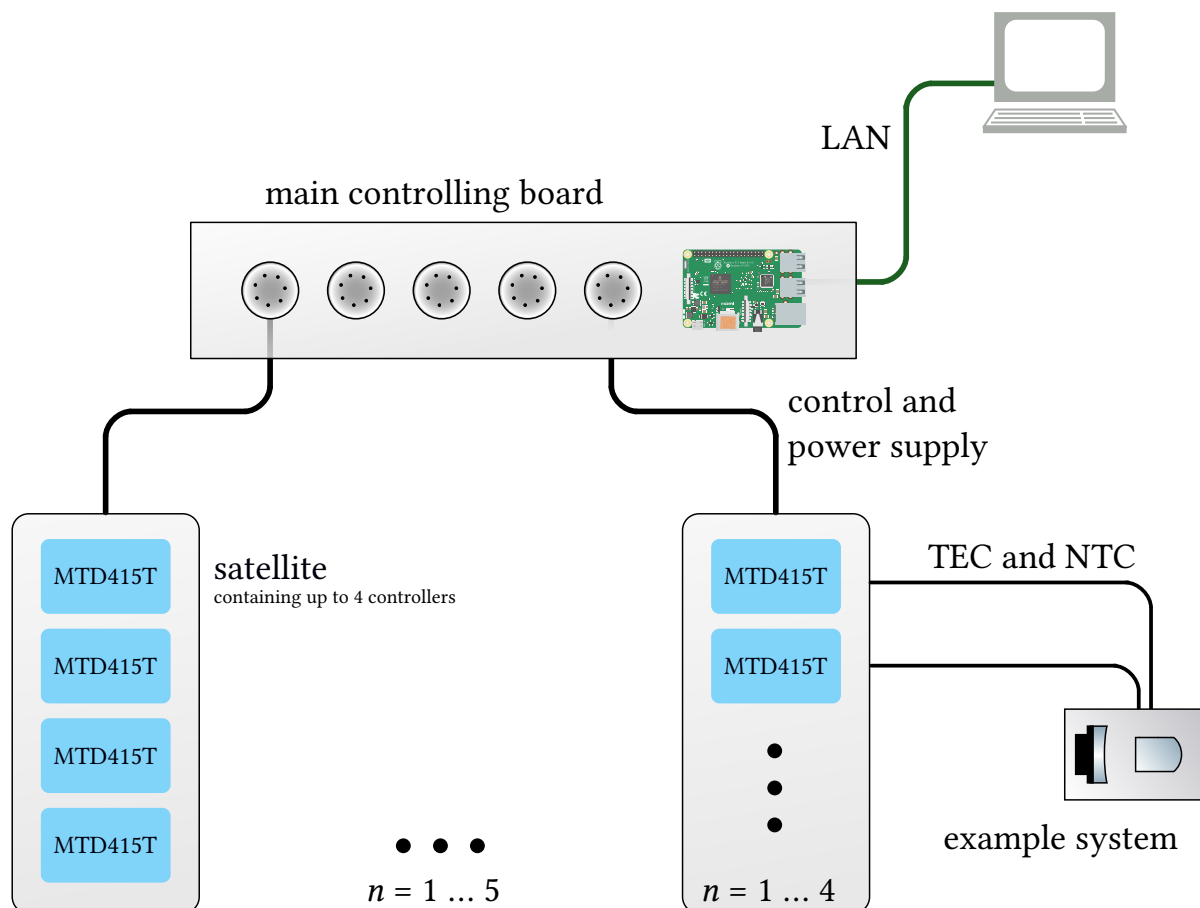 LAN
main controlling board
control and
power supply
MTD415T
satellite
containing up to 4 controllers
MTD415T
MTD415T
MTD415T
MTD415T
MTD415T
TEC and NTC
example system
n = 1 … 5
n = 1 … 4